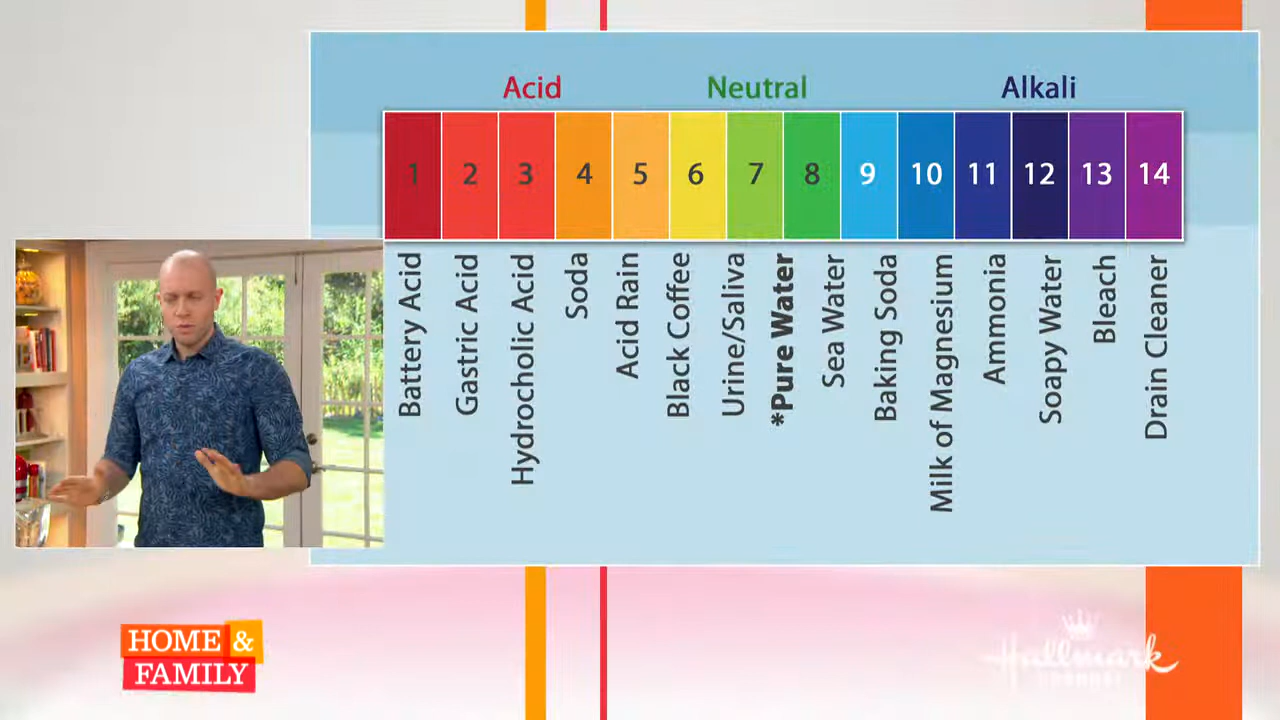 Acid Neutral Alkali
1 2 3 4 5 6 7 8 9 10 11 12 13 14
Battery Acid
Gastric Acid
Hydrocholic Acid
Soda
Acid Rain
Black Coffee
Urine/Saliva
*Pure Water
Sea Water
Baking Soda
Milk of Magnesium
Ammonia
Soapy Water
Bleach
Drain Cleaner
HOME &
FAMILY
Hallmark
CHANNEL